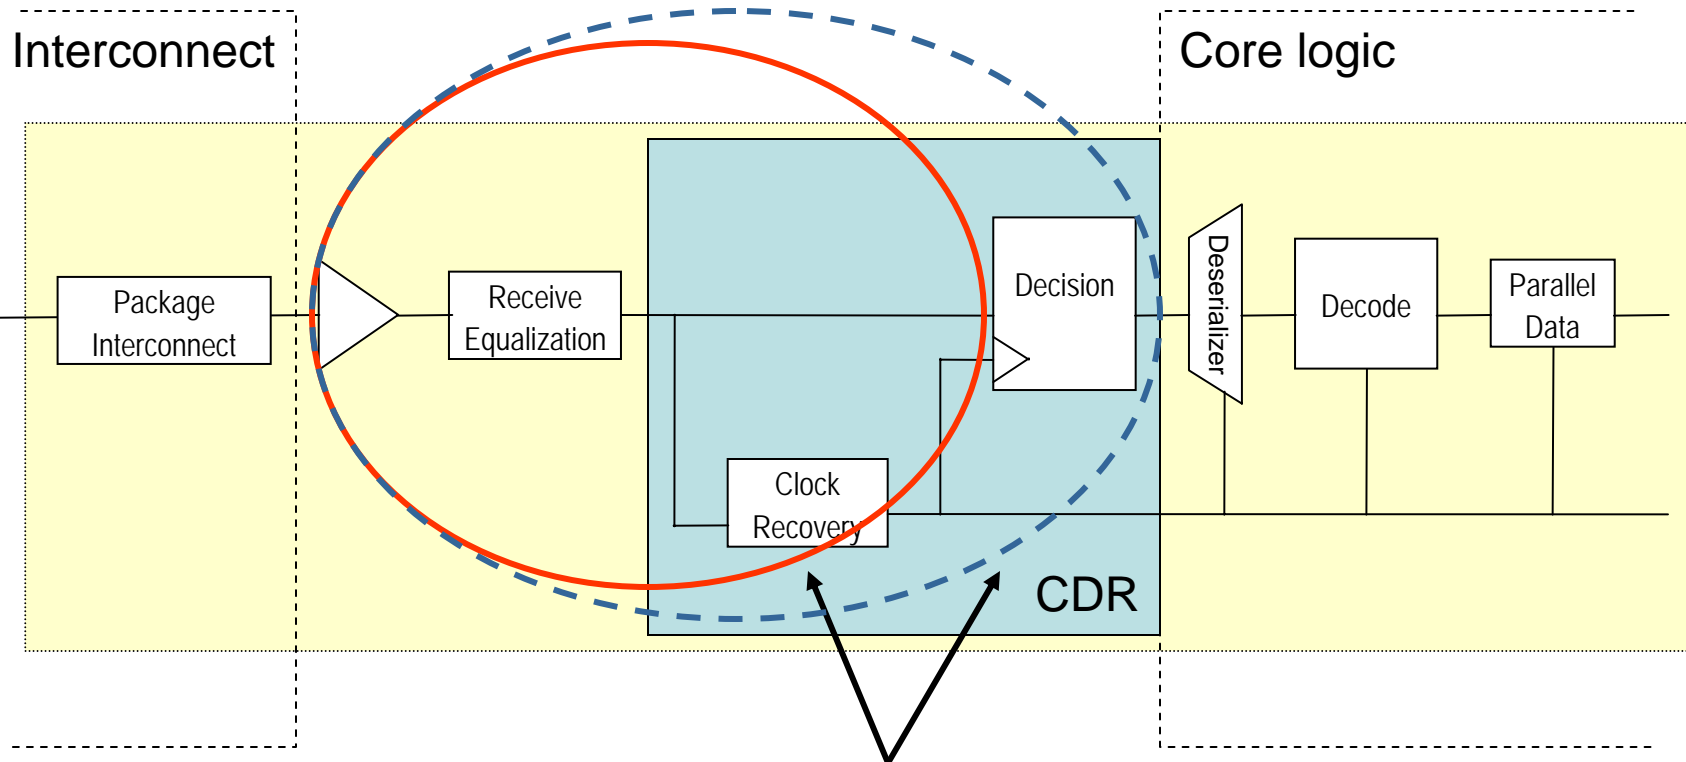 Interconnect
Core logic
Package
Interconnect
Receive
Equalization
Decision
Deserializer
Decode
Parallel
Data
Clock
Recovery
CDR